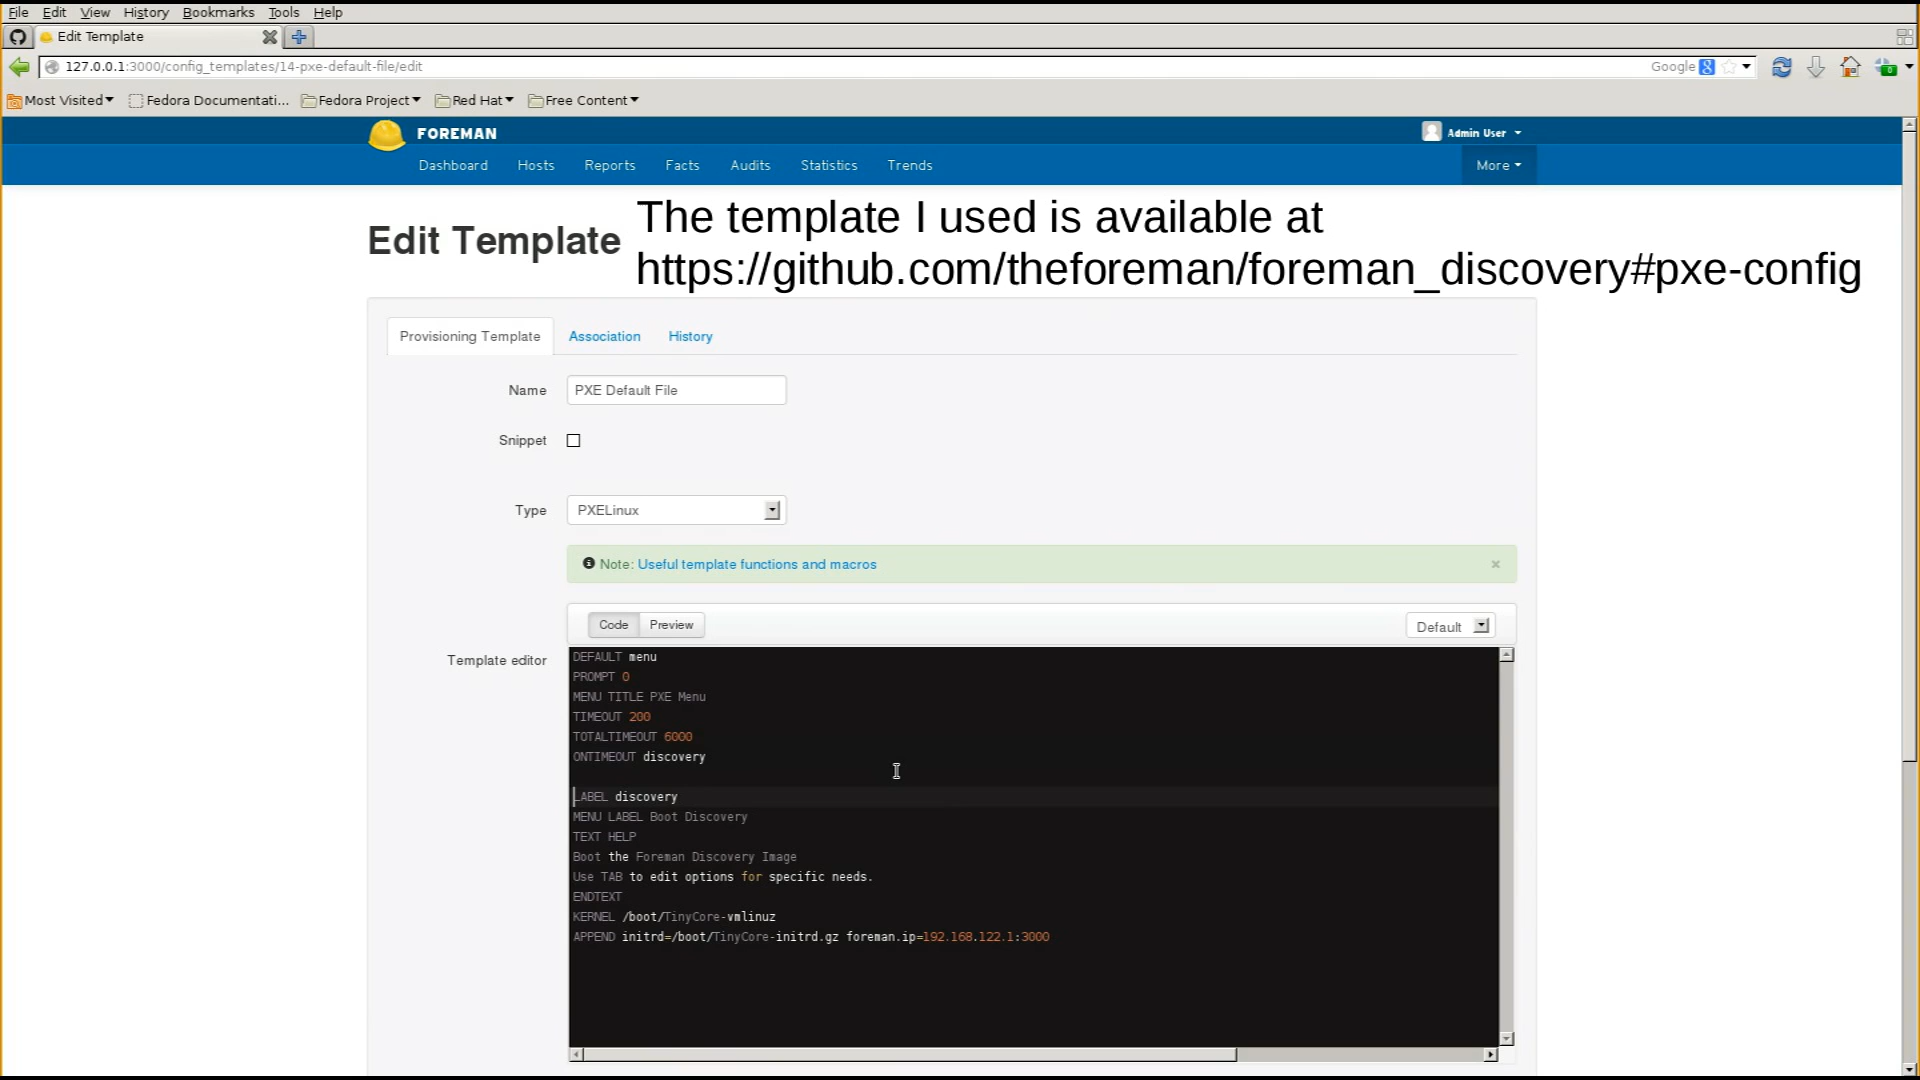 File Edit View History Bookmarks Tools Help
Edit Template
127.0.0.1:3000/config_templates/14-pxe-default-file/edit
Google 8
Most Visited Fedora Documentati... Fedora Project Red Hat Free Content
FOREMAN
Admin User
Dashboard Hosts Reports Facts Audits Statistics Trends More
The template I used is available at
Edit Template
https://github.com/theforeman/foreman_discovery#pxe-config
Provisioning Template Association History
Name PXE Default File
Snippet
Type PXELinux
Note: Useful template functions and macros ×
Code Preview Default
Template editor
DEFAULT menu
PROMPT 0
MENU TITLE PXE Menu
TIMEOUT 200
TOTALTIMEOUT 6000
ONTIMEOUT discovery
LABEL discovery
MENU LABEL Boot Discovery
TEXT HELP
Boot the Foreman Discovery Image
Use TAB to edit options for specific needs.
ENDTEXT
KERNEL /boot/TinyCore-vmlinuz
APPEND initrd=/boot/TinyCore-initrd.gz foreman.ip=192.168.122.1:3000